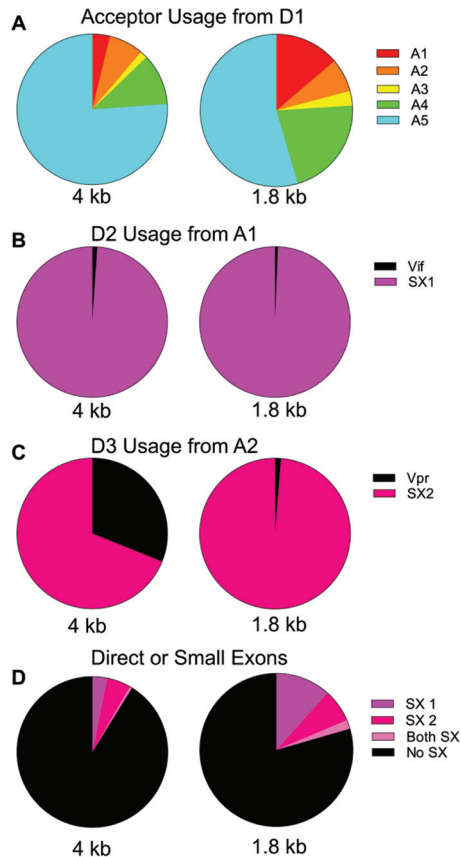 A
Acceptor Usage from D1
A1
A2
A3
A4
A5
4 kb
1.8 kb
B
D2 Usage from A1
Vif
SX1
4 kb
1.8 kb
C
D3 Usage from A2
Vpr
SX2
4 kb
1.8 kb
Direct or Small Exons
D
SX 1
SX 2
Both SX
No SX
4 kb
1.8 kb